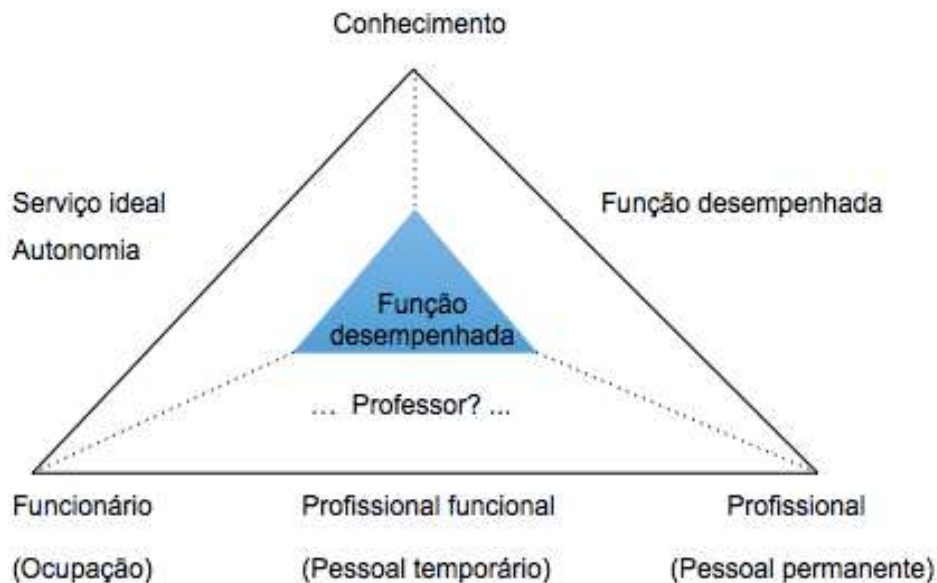 Conhecimento
Serviço ideal
Função desempenhada
Autonomia
Função
desempenhada
... Professor? ...
Funcionário
Profissional funcional
Profissional
(Ocupação)
(Pessoal temporário)
(Pessoal permanente)